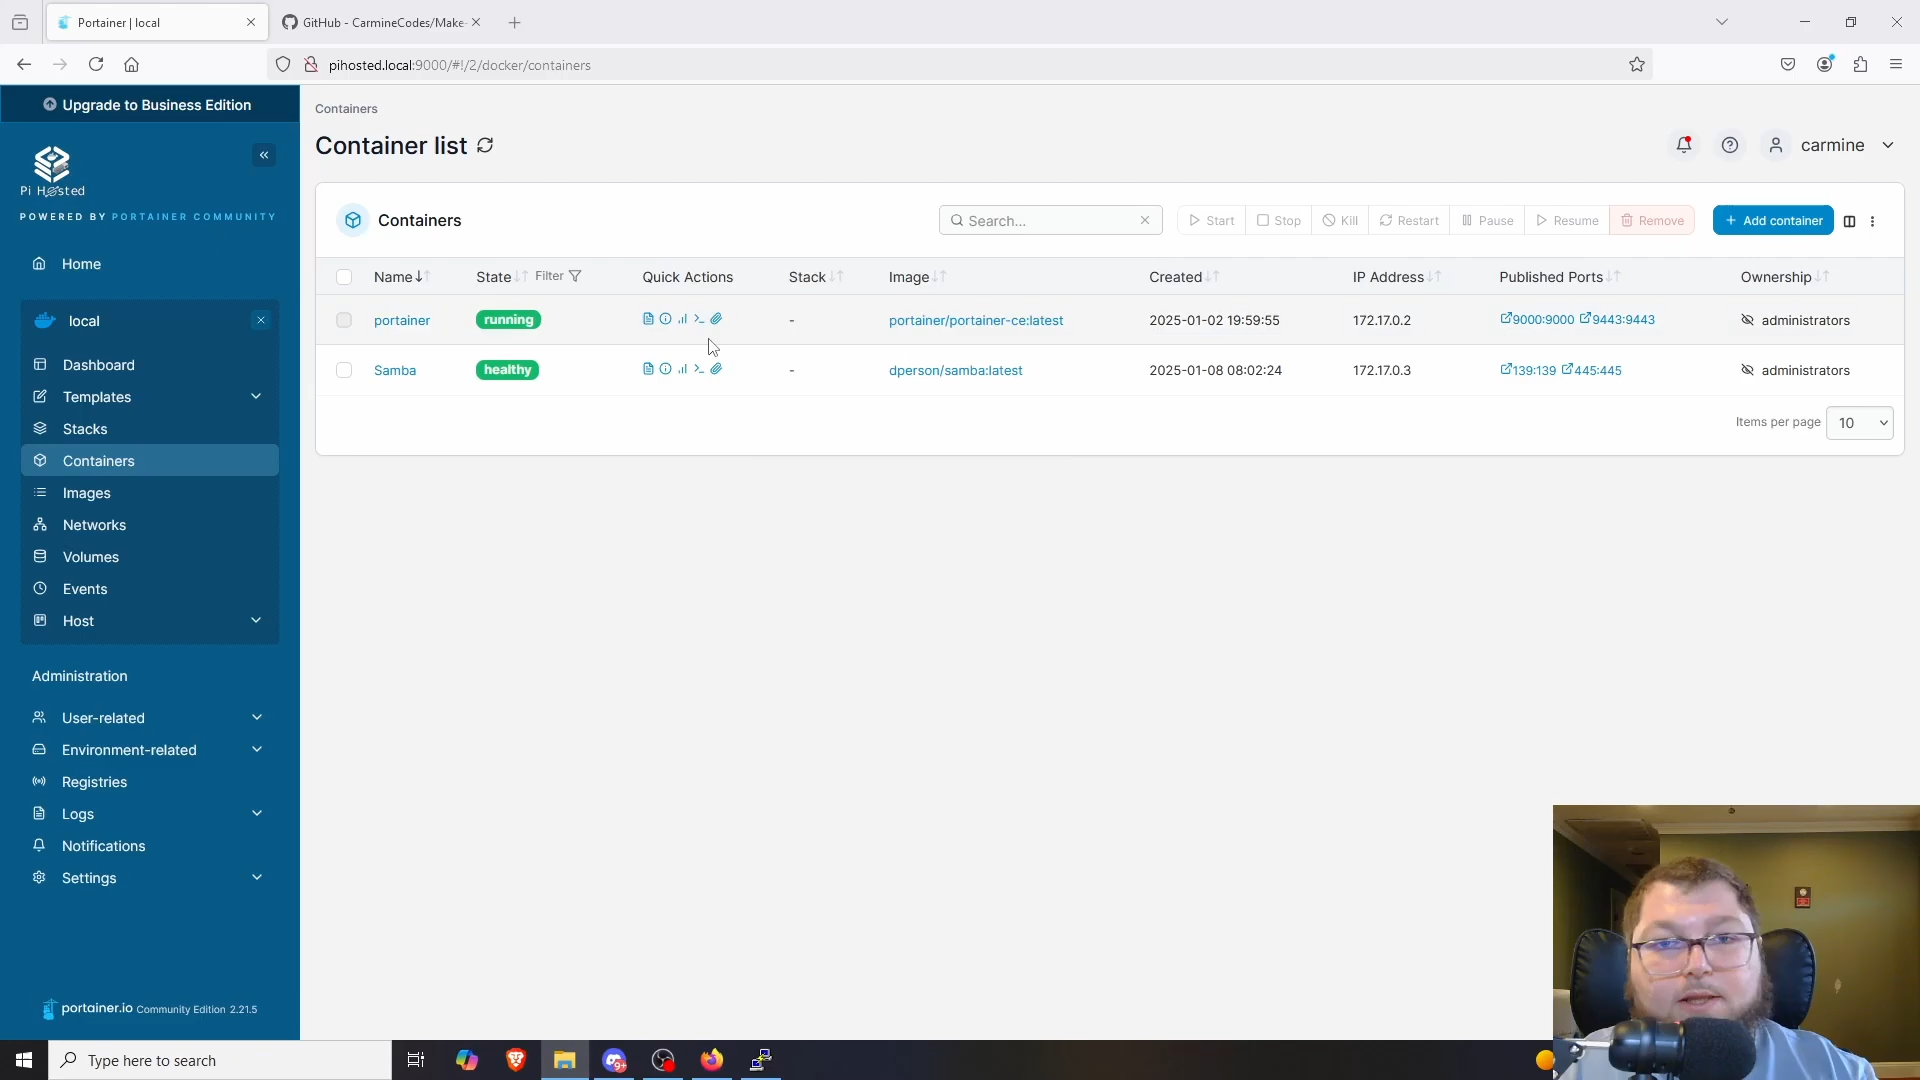 Portainer | local
GitHub - CarmineCodes/Make-
pihosted.local:9000/#!/2/docker/containers
Upgrade to Business Edition
Pi Hosted
POWERED BY PORTAINER COMMUNITY
Home
local
Dashboard
Templates
Stacks
Containers
Images
Networks
Volumes
Events
Host
Administration
User-related
Environment-related
Registries
Logs
Notifications
Settings
portainer.io Community Edition 2.21.5
Containers
Container list
carmine
Containers
Search...
Start Stop Kill Restart Pause Resume Remove
+ Add container
Name State Filter Quick Actions Stack Image Created IP Address Published Ports Ownership
portainer running - portainer/portainer-ce:latest 2025-01-02 19:59:55 172.17.0.2 9000:9000 9443:9443 administrators
Samba healthy - dperson/samba:latest 2025-01-08 08:02:24 172.17.0.3 139:139 445:445 administrators
Items per page 10
Type here to search
9+